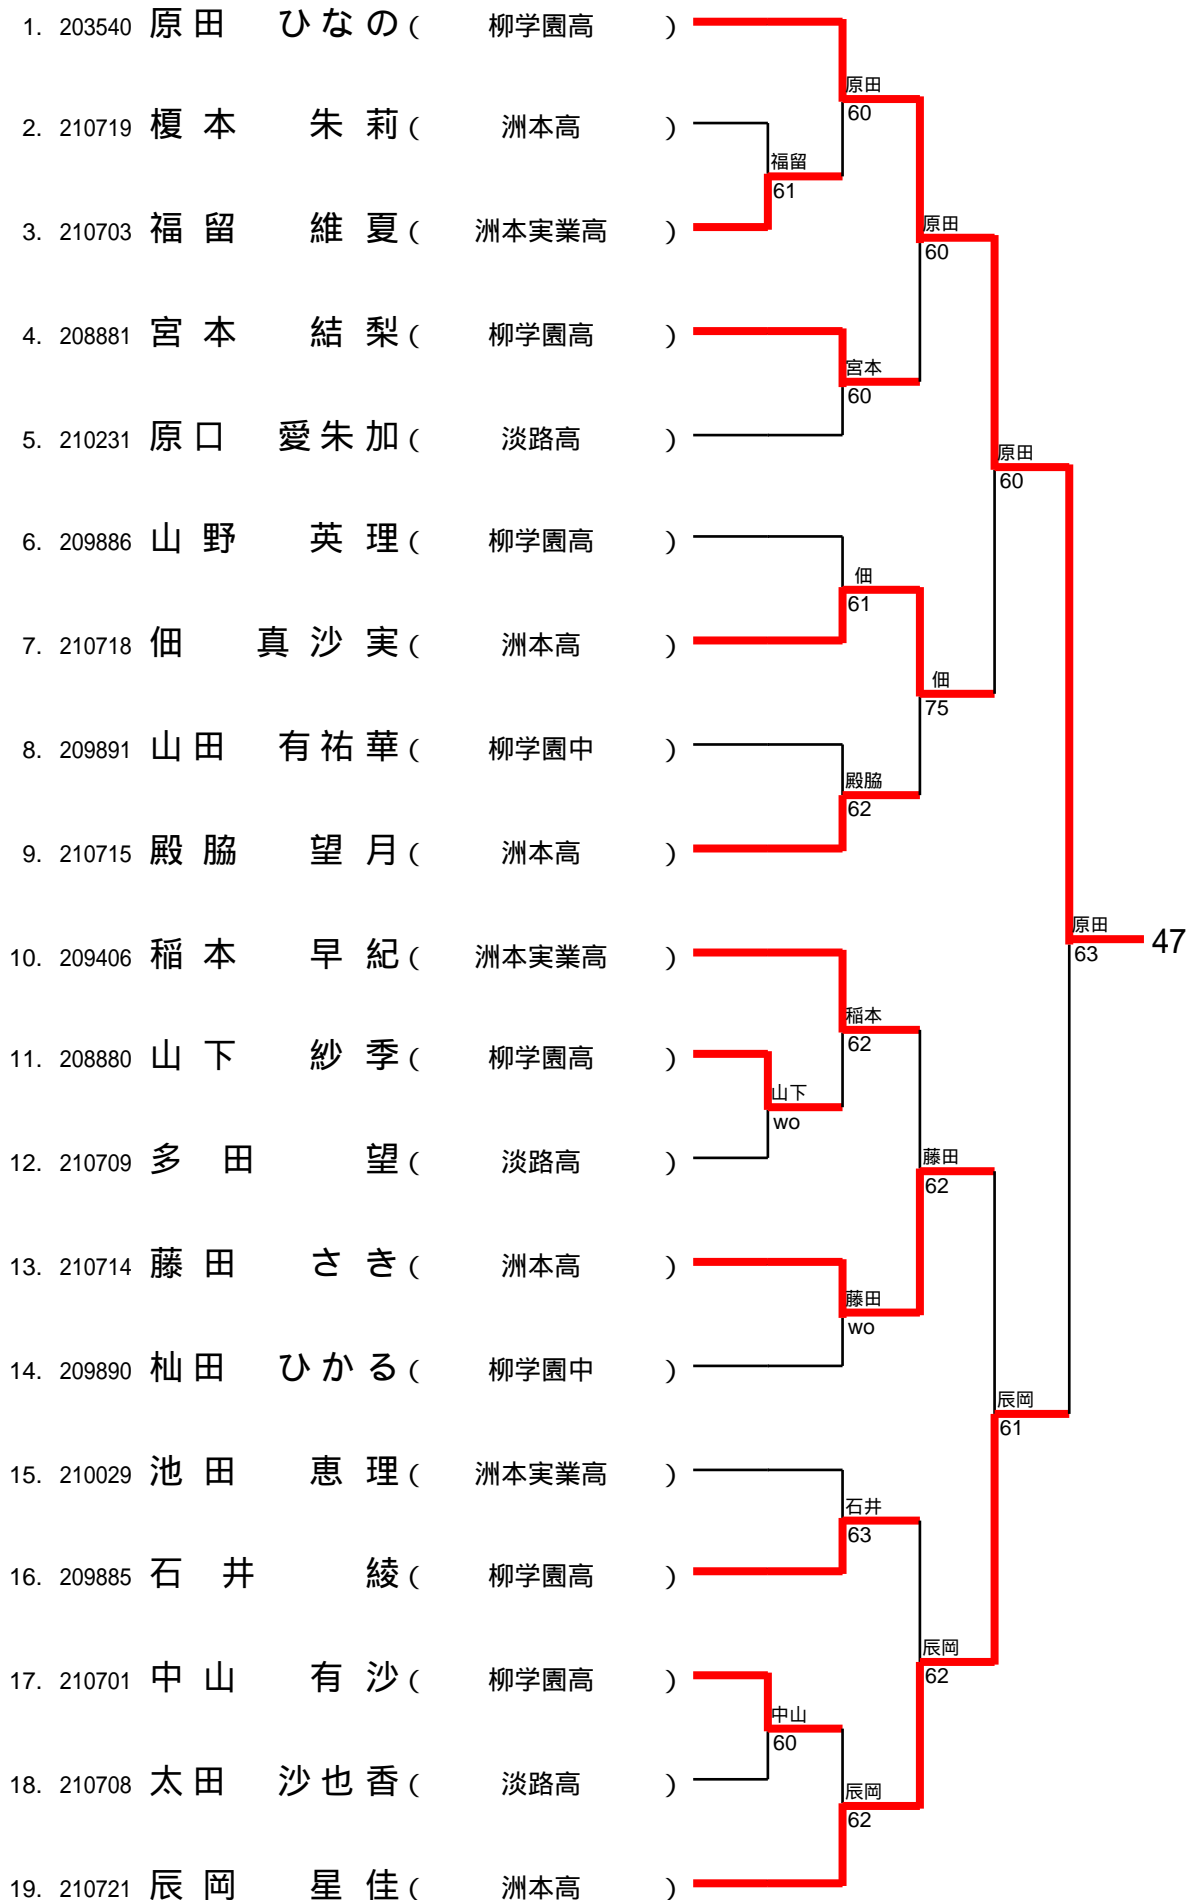 1. 203540 原田 ひなの ( 柳学園高 )
原田
60
2. 210719 榎本 朱莉 ( 洲本高 )
福留
61
3. 210703 福留 維夏 ( 洲本実業高 )
原田
60
4. 208881 宮本 結梨 ( 柳学園高 )
宮本
60
5. 210231 原口 愛朱加 ( 淡路高 )
原田
60
6. 209886 山野 英理 ( 柳学園高 )
佃
61
7. 210718 佃 真沙実 ( 洲本高 )
佃
75
8. 209891 山田 有祐華 ( 柳学園中 )
殿脇
62
9. 210715 殿脇 望月 ( 洲本高 )
原田
63
47
10. 209406 稲本 早紀 ( 洲本実業高 )
稲本
62
11. 208880 山下 紗季 ( 柳学園高 )
山下
wo
12. 210709 多田 望 ( 淡路高 )
藤田
62
13. 210714 藤田 さき ( 洲本高 )
藤田
wo
14. 209890 杣田 ひかる ( 柳学園中 )
辰岡
61
15. 210029 池田 恵理 ( 洲本実業高 )
石井
63
16. 209885 石井 綾 ( 柳学園高 )
辰岡
62
17. 210701 中山 有沙 ( 柳学園高 )
中山
60
18. 210708 太田 沙也香 ( 淡路高 )
辰岡
62
19. 210721 辰岡 星佳 ( 洲本高 )